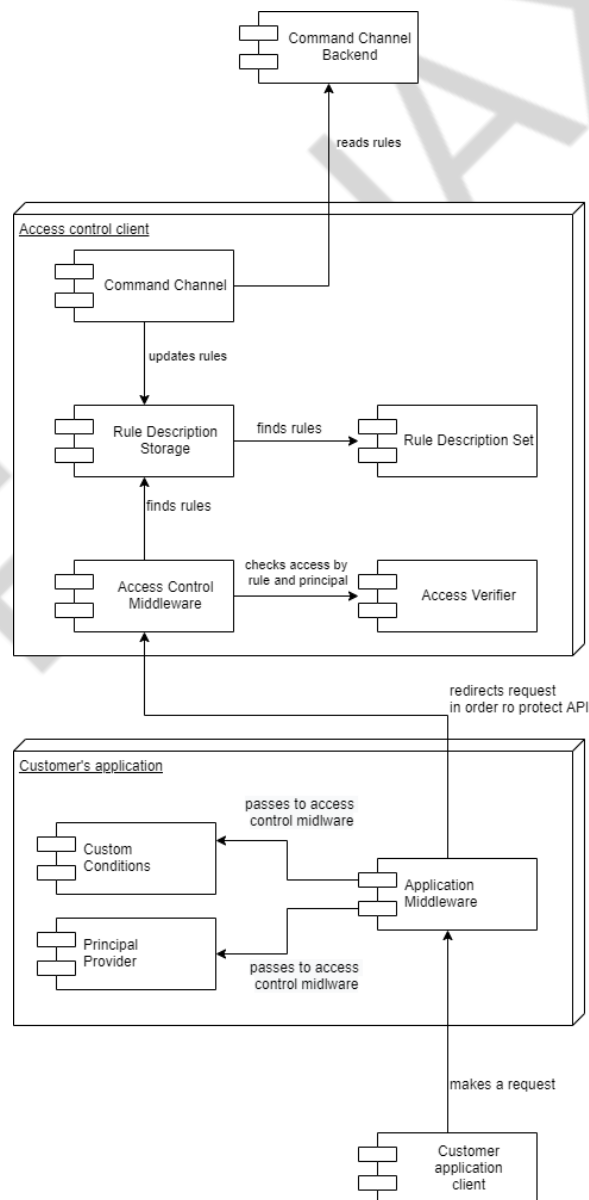 Command Channel
Backend
reads rules
Access control client
Command Channel
updates rules
Rule Description
Storage
finds rules
Rule Description Set
finds rules
checks access by
rule and principal
Access Control
Middleware
Access Verifier
redirects request
in order ro protect API
Customer's application
passes to access
control midlware
Custom
Conditions
Application
Middleware
Principal
Provider
passes to access
control midlware
makes a request
Customer
application
client